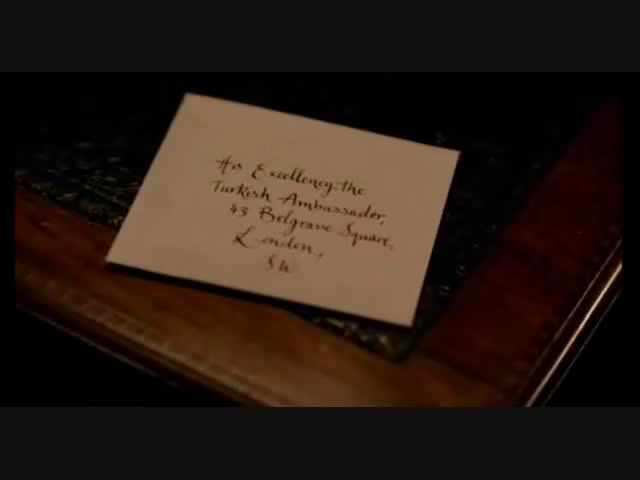 His Excellency the
Turkish Ambassador,
43 Belgrave Square,
London,
SW